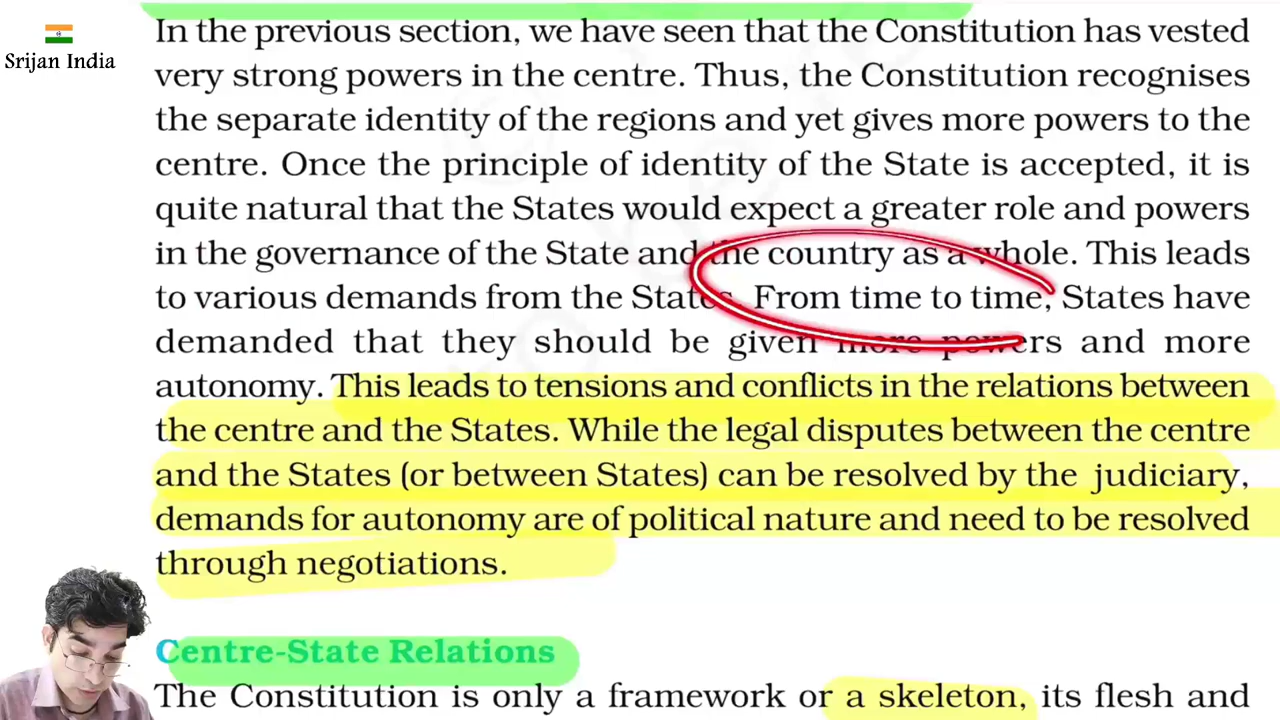 Srijan India
In the previous section, we have seen that the Constitution has vested
very strong powers in the centre. Thus, the Constitution recognises
the separate identity of the regions and yet gives more powers to the
centre. Once the principle of identity of the State is accepted, it is
quite natural that the States would expect a greater role and powers
in the governance of the State and the country as a whole. This leads
to various demands from the States. From time to time, States have
demanded that they should be given more powers and more
autonomy. This leads to tensions and conflicts in the relations between
the centre and the States. While the legal disputes between the centre
and the States (or between States) can be resolved by the judiciary,
demands for autonomy are of political nature and need to be resolved
through negotiations.
Centre-State Relations
The Constitution is only a framework or a skeleton, its flesh and